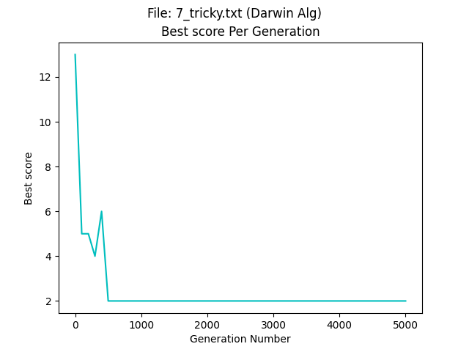 File: 7_tricky.txt (Darwin Alg)
Best score Per Generation
Best score
12
10
8
6
4
2
0 1000 2000 3000 4000 5000
Generation Number